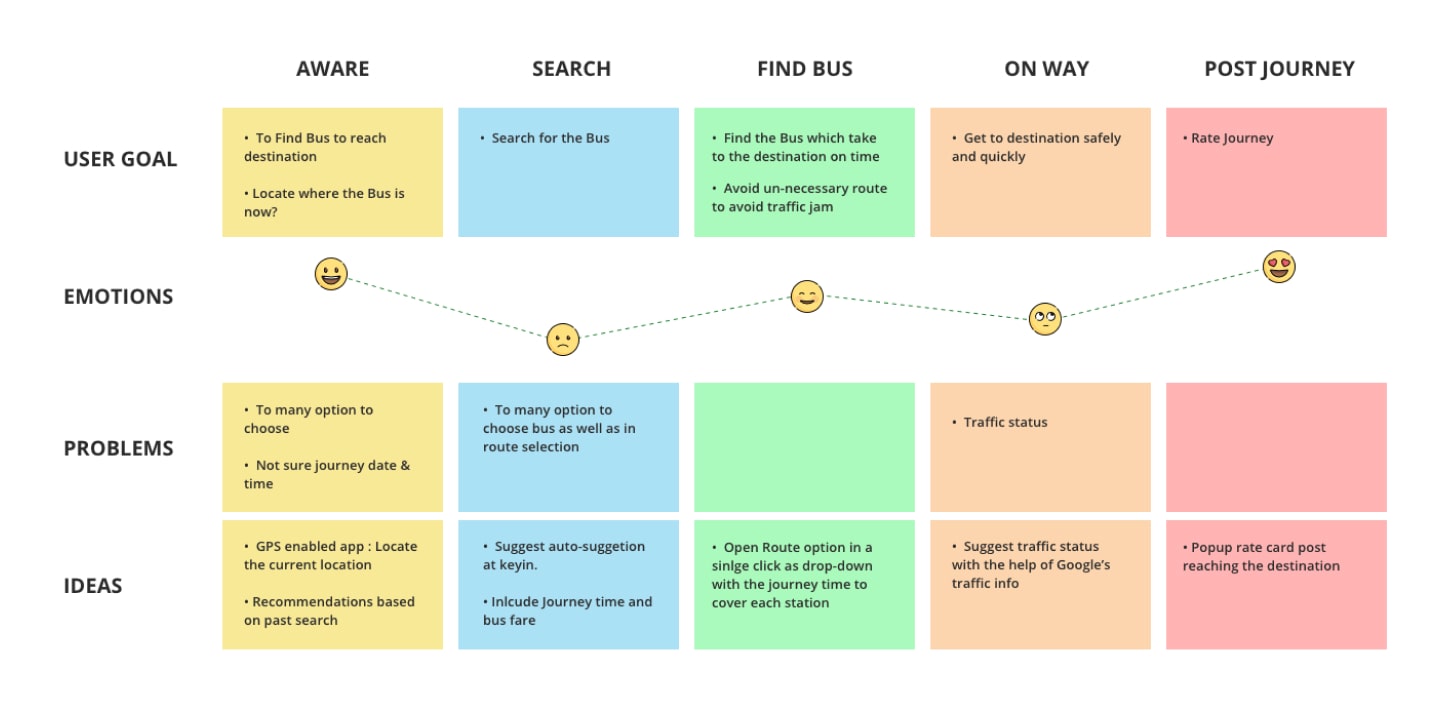 AWARE
SEARCH
FIND BUS
ON WAY
POST JOURNEY
USER GOAL
• To Find Bus to reach
destination
• Locate where the Bus is
now?
• Search for the Bus
• Find the Bus which take
to the destination on time
• Avoid un-necessary route
to avoid traffic jam
• Get to destination safely
and quickly
• Rate Journey
EMOTIONS
PROBLEMS
• To many option to
choose
• Not sure journey date &
time
• To many option to
choose bus as well as in
route selection
• Traffic status
IDEAS
• GPS enabled app : Locate
the current location
• Recommendations based
on past search
• Suggest auto-suggetion
at keyin.
• Inlcude Journey time and
bus fare
• Open Route option in a
sinlge click as drop-down
with the journey time to
cover each station
• Suggest traffic status
with the help of Google’s
traffic info
• Popup rate card post
reaching the destination